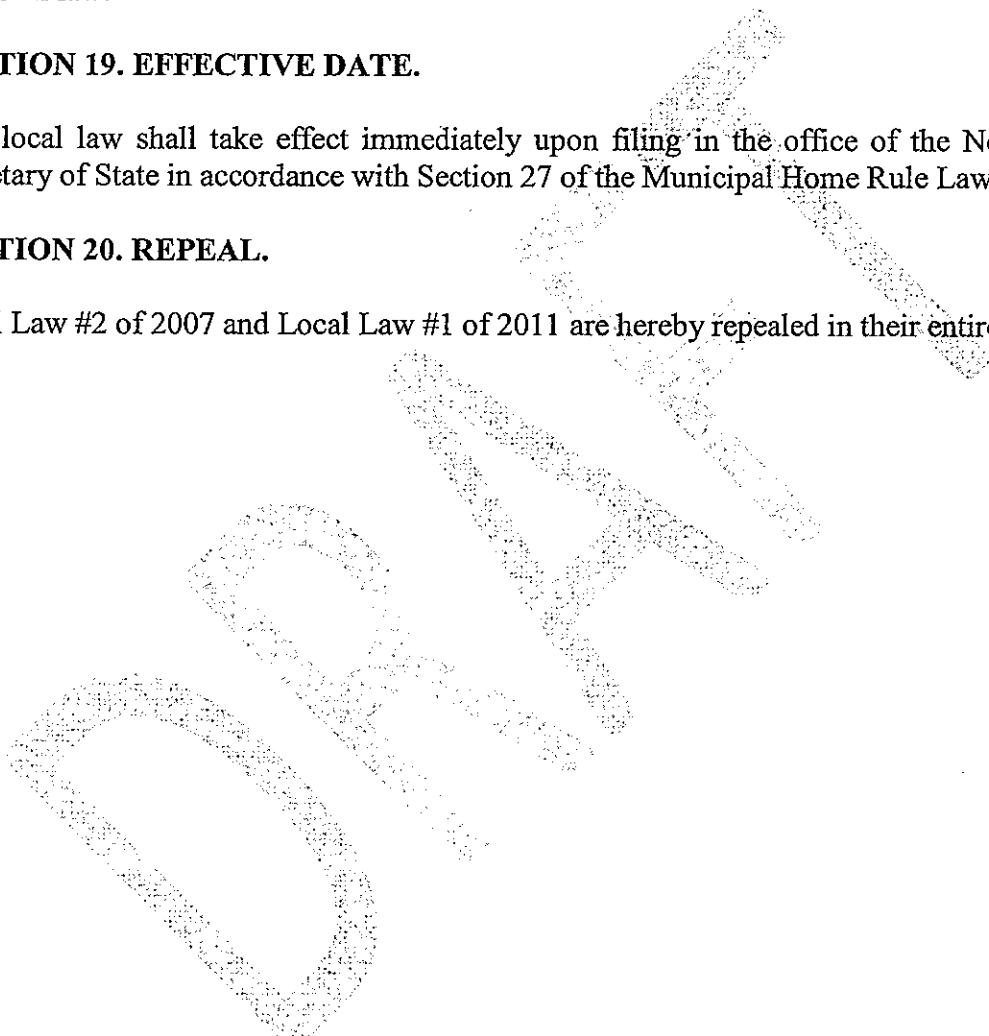 TION 19. EFFECTIVE DATE.
local law shall take effect immediately upon filing in the office of the N
tary of State in accordance with Section 27 of the Municipal Home Rule Law
TION 20. REPEAL.
Law #2 of 2007 and Local Law #1 of 2011 are hereby repealed in their entir
DRAFT